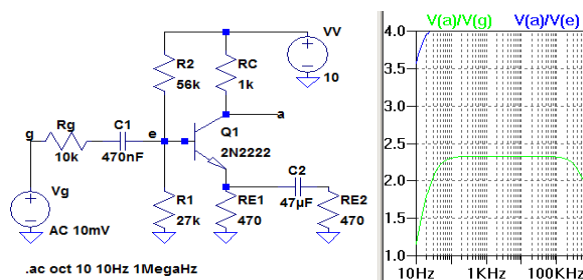 V(a)/V(g) V(a)/V(e)
4.0
3.5
3.0
2.5
2.0
1.5
1.0
10Hz 1KHz 100KHz
R2
56k
RC
1k
VV
10
a
g
Rg
10k
C1
470nF
e
Q1
2N2222
C2
47µF
Vg
AC 10mV
R1
27k
RE1
470
RE2
470
.ac oct 10 10Hz 1MegaHz